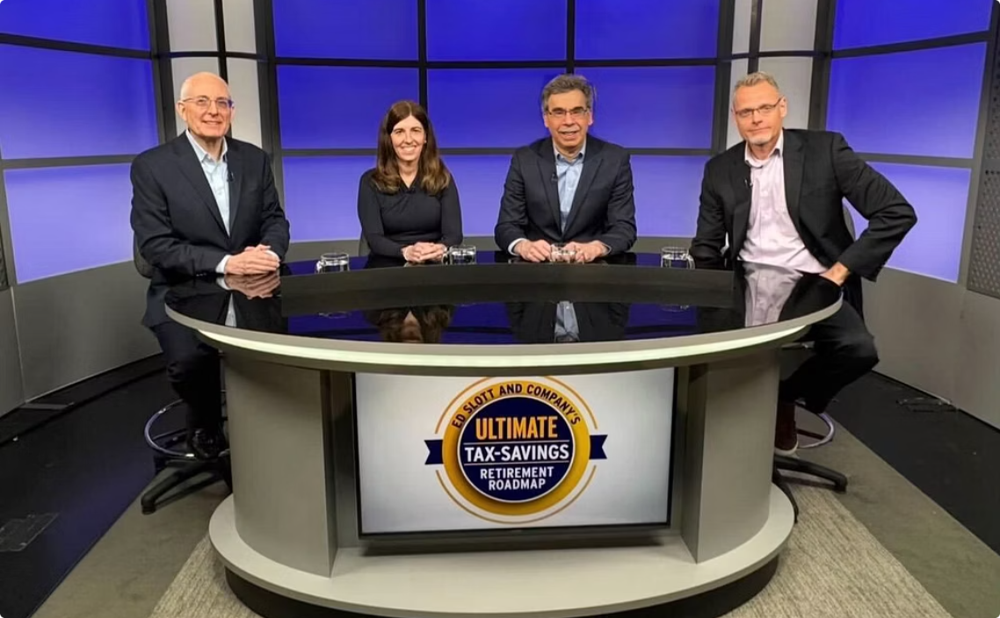 ED SLOTT AND COMPANY'S
ULTIMATE
TAX-SAVINGS
RETIREMENT
ROADMAP